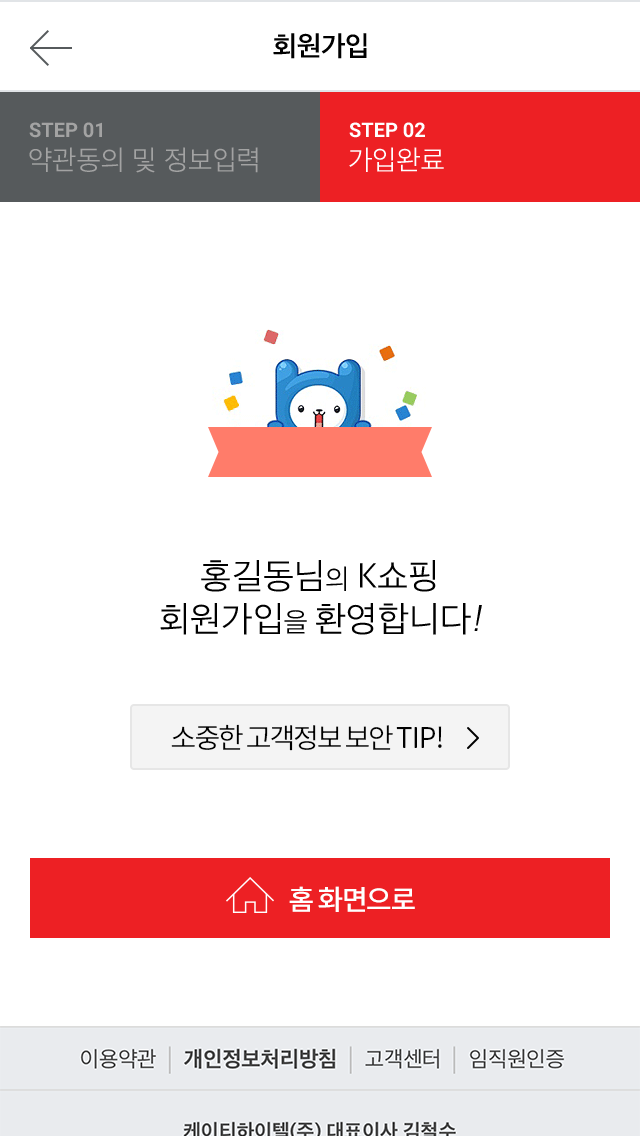 회원가입
STEP 01
약관동의 및 정보입력
STEP 02
가입완료
홍길동님의 K쇼핑
회원가입을 환영합니다!
소중한 고객정보 보안 TIP!
홈 화면으로
이용약관 개인정보처리방침 고객센터 임직원인증
케이티하이텔(주) 대표이사 김철수